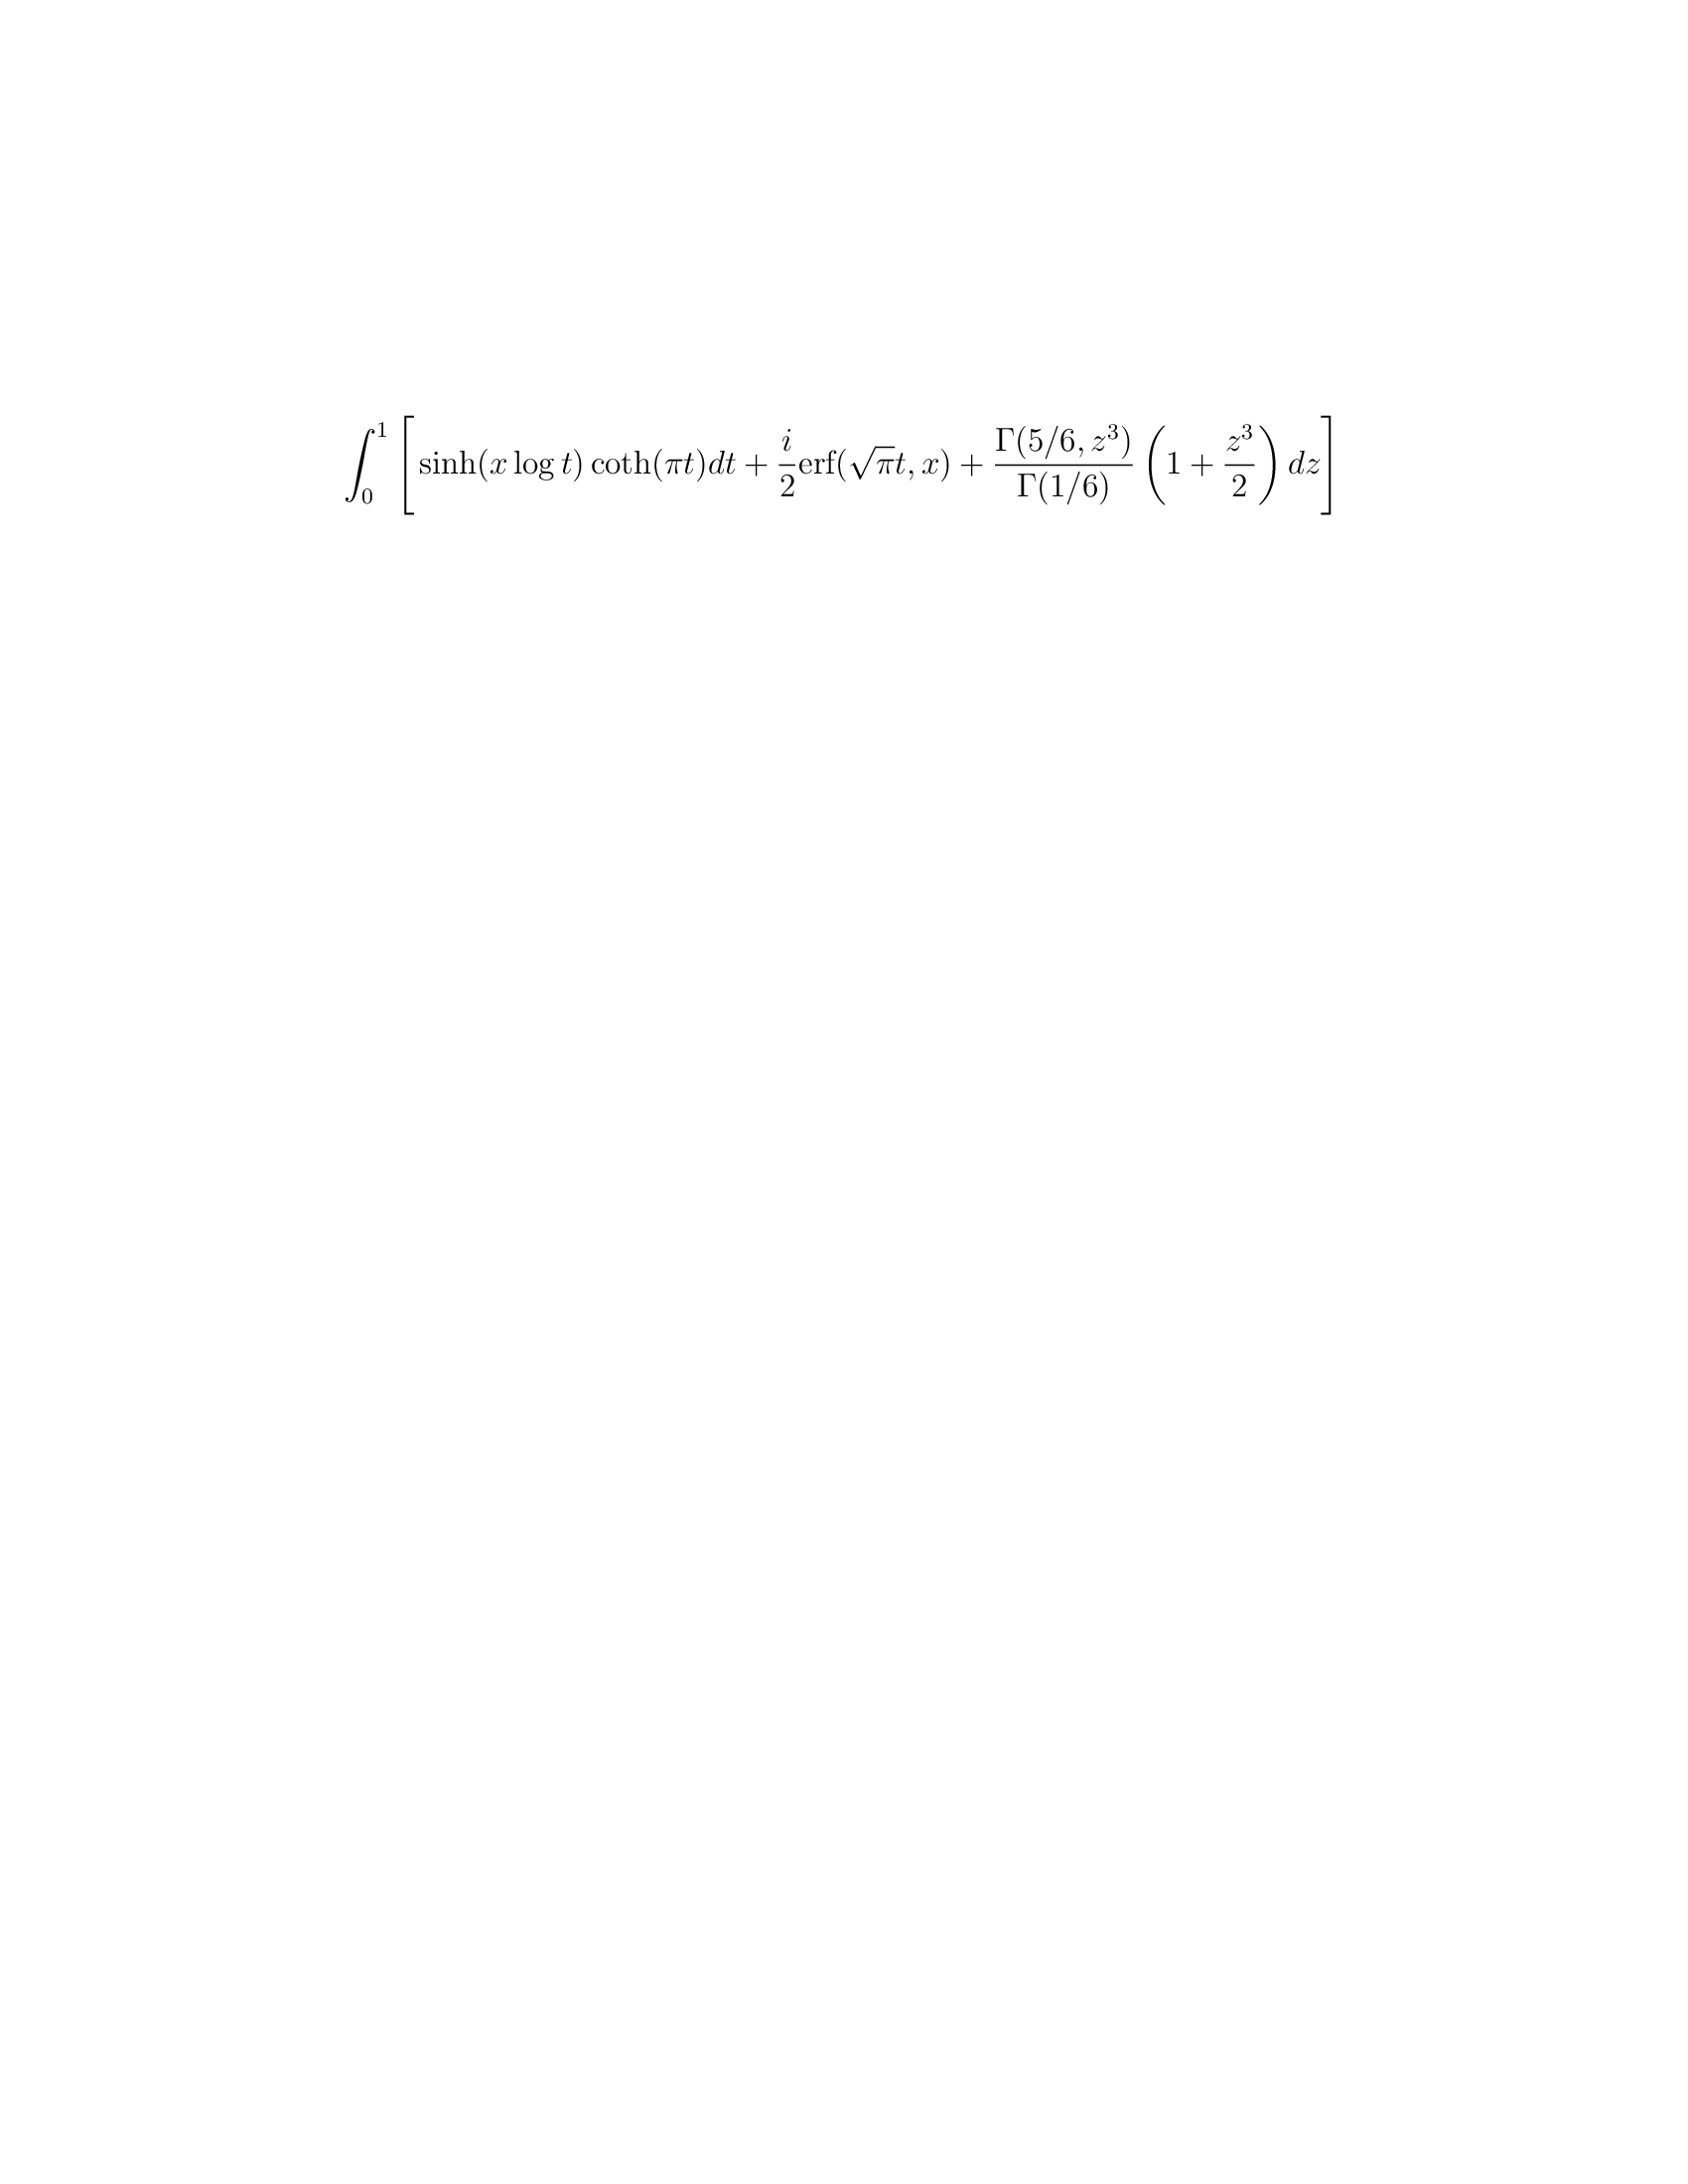 \int_0^1 \left[ \sinh(x \log t) \coth(\pi t) dt + \frac{i}{2} \mathrm{erf}(\sqrt{\pi} t, x) + \frac{\Gamma(5/6, z^3)}{\Gamma(1/6)} \left( 1 + \frac{z^3}{2} \right) dz \right]